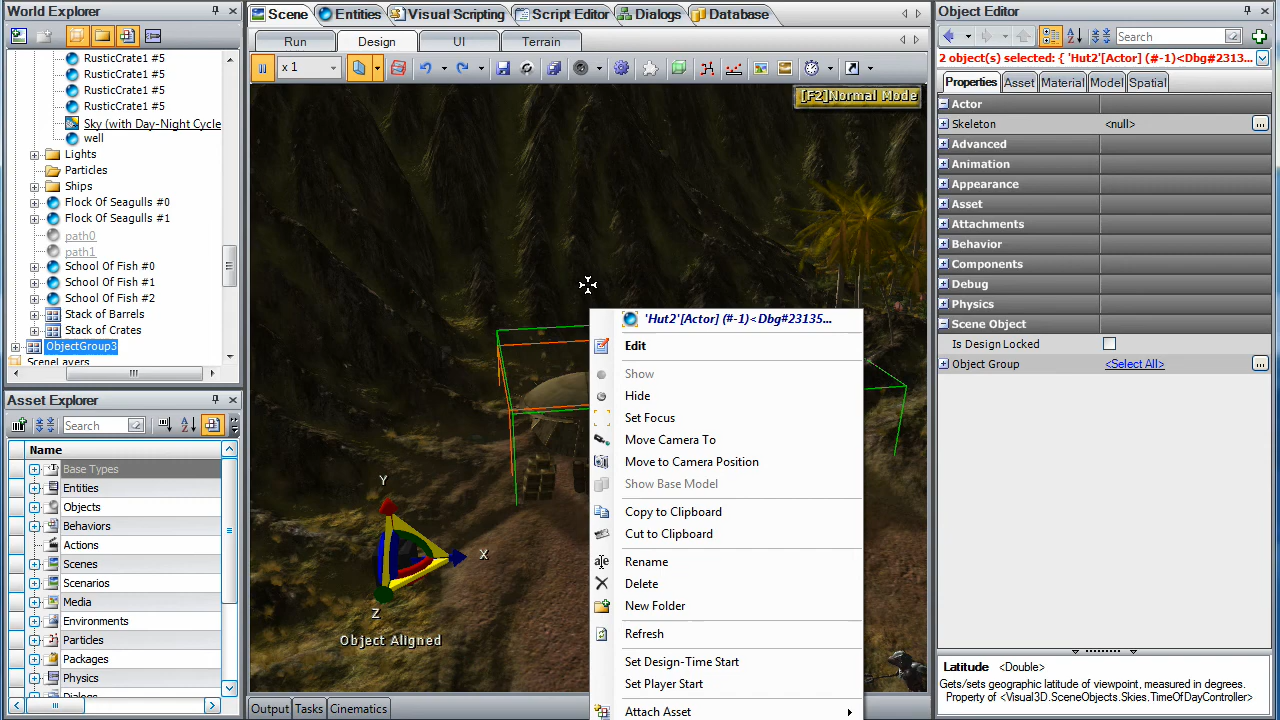 World Explorer
RusticCrate1 #5
RusticCrate1 #5
RusticCrate1 #5
RusticCrate1 #5
Sky (with Day-Night Cycle
well
Lights
Particles
Ships
Flock Of Seagulls #0
Flock Of Seagulls #1
path0
path1
School Of Fish #0
School Of Fish #1
School Of Fish #2
Stack of Barrels
Stack of Crates
ObjectGroup3
SceneLayers
Asset Explorer
Search
Name
Base Types
Entities
Objects
Behaviors
Actions
Scenes
Scenarios
Media
Environments
Particles
Packages
Physics
Dialogs
Scene Entities Visual Scripting Script Editor Dialogs Database
Run Design UI Terrain
x 1
[F2]Normal Mode
Y
X
Z
Object Aligned
'Hut2'[Actor] (#-1)<Dbg#23135...
Edit
Show
Hide
Set Focus
Move Camera To
Move to Camera Position
Show Base Model
Copy to Clipboard
Cut to Clipboard
Rename
Delete
New Folder
Refresh
Set Design-Time Start
Set Player Start
Attach Asset
Output Tasks Cinematics
Object Editor
Search
2 object(s) selected: { 'Hut2'[Actor] (#-1)<Dbg#2313...
Properties Asset Material Model Spatial
Actor
Skeleton <null>
Advanced
Animation
Appearance
Asset
Attachments
Behavior
Components
Debug
Physics
Scene Object
Is Design Locked
Object Group <Select All>
Latitude <Double>
Gets/sets geographic latitude of viewpoint, measured in degrees.
Property of <Visual3D.SceneObjects.Skies.TimeOfDayController>